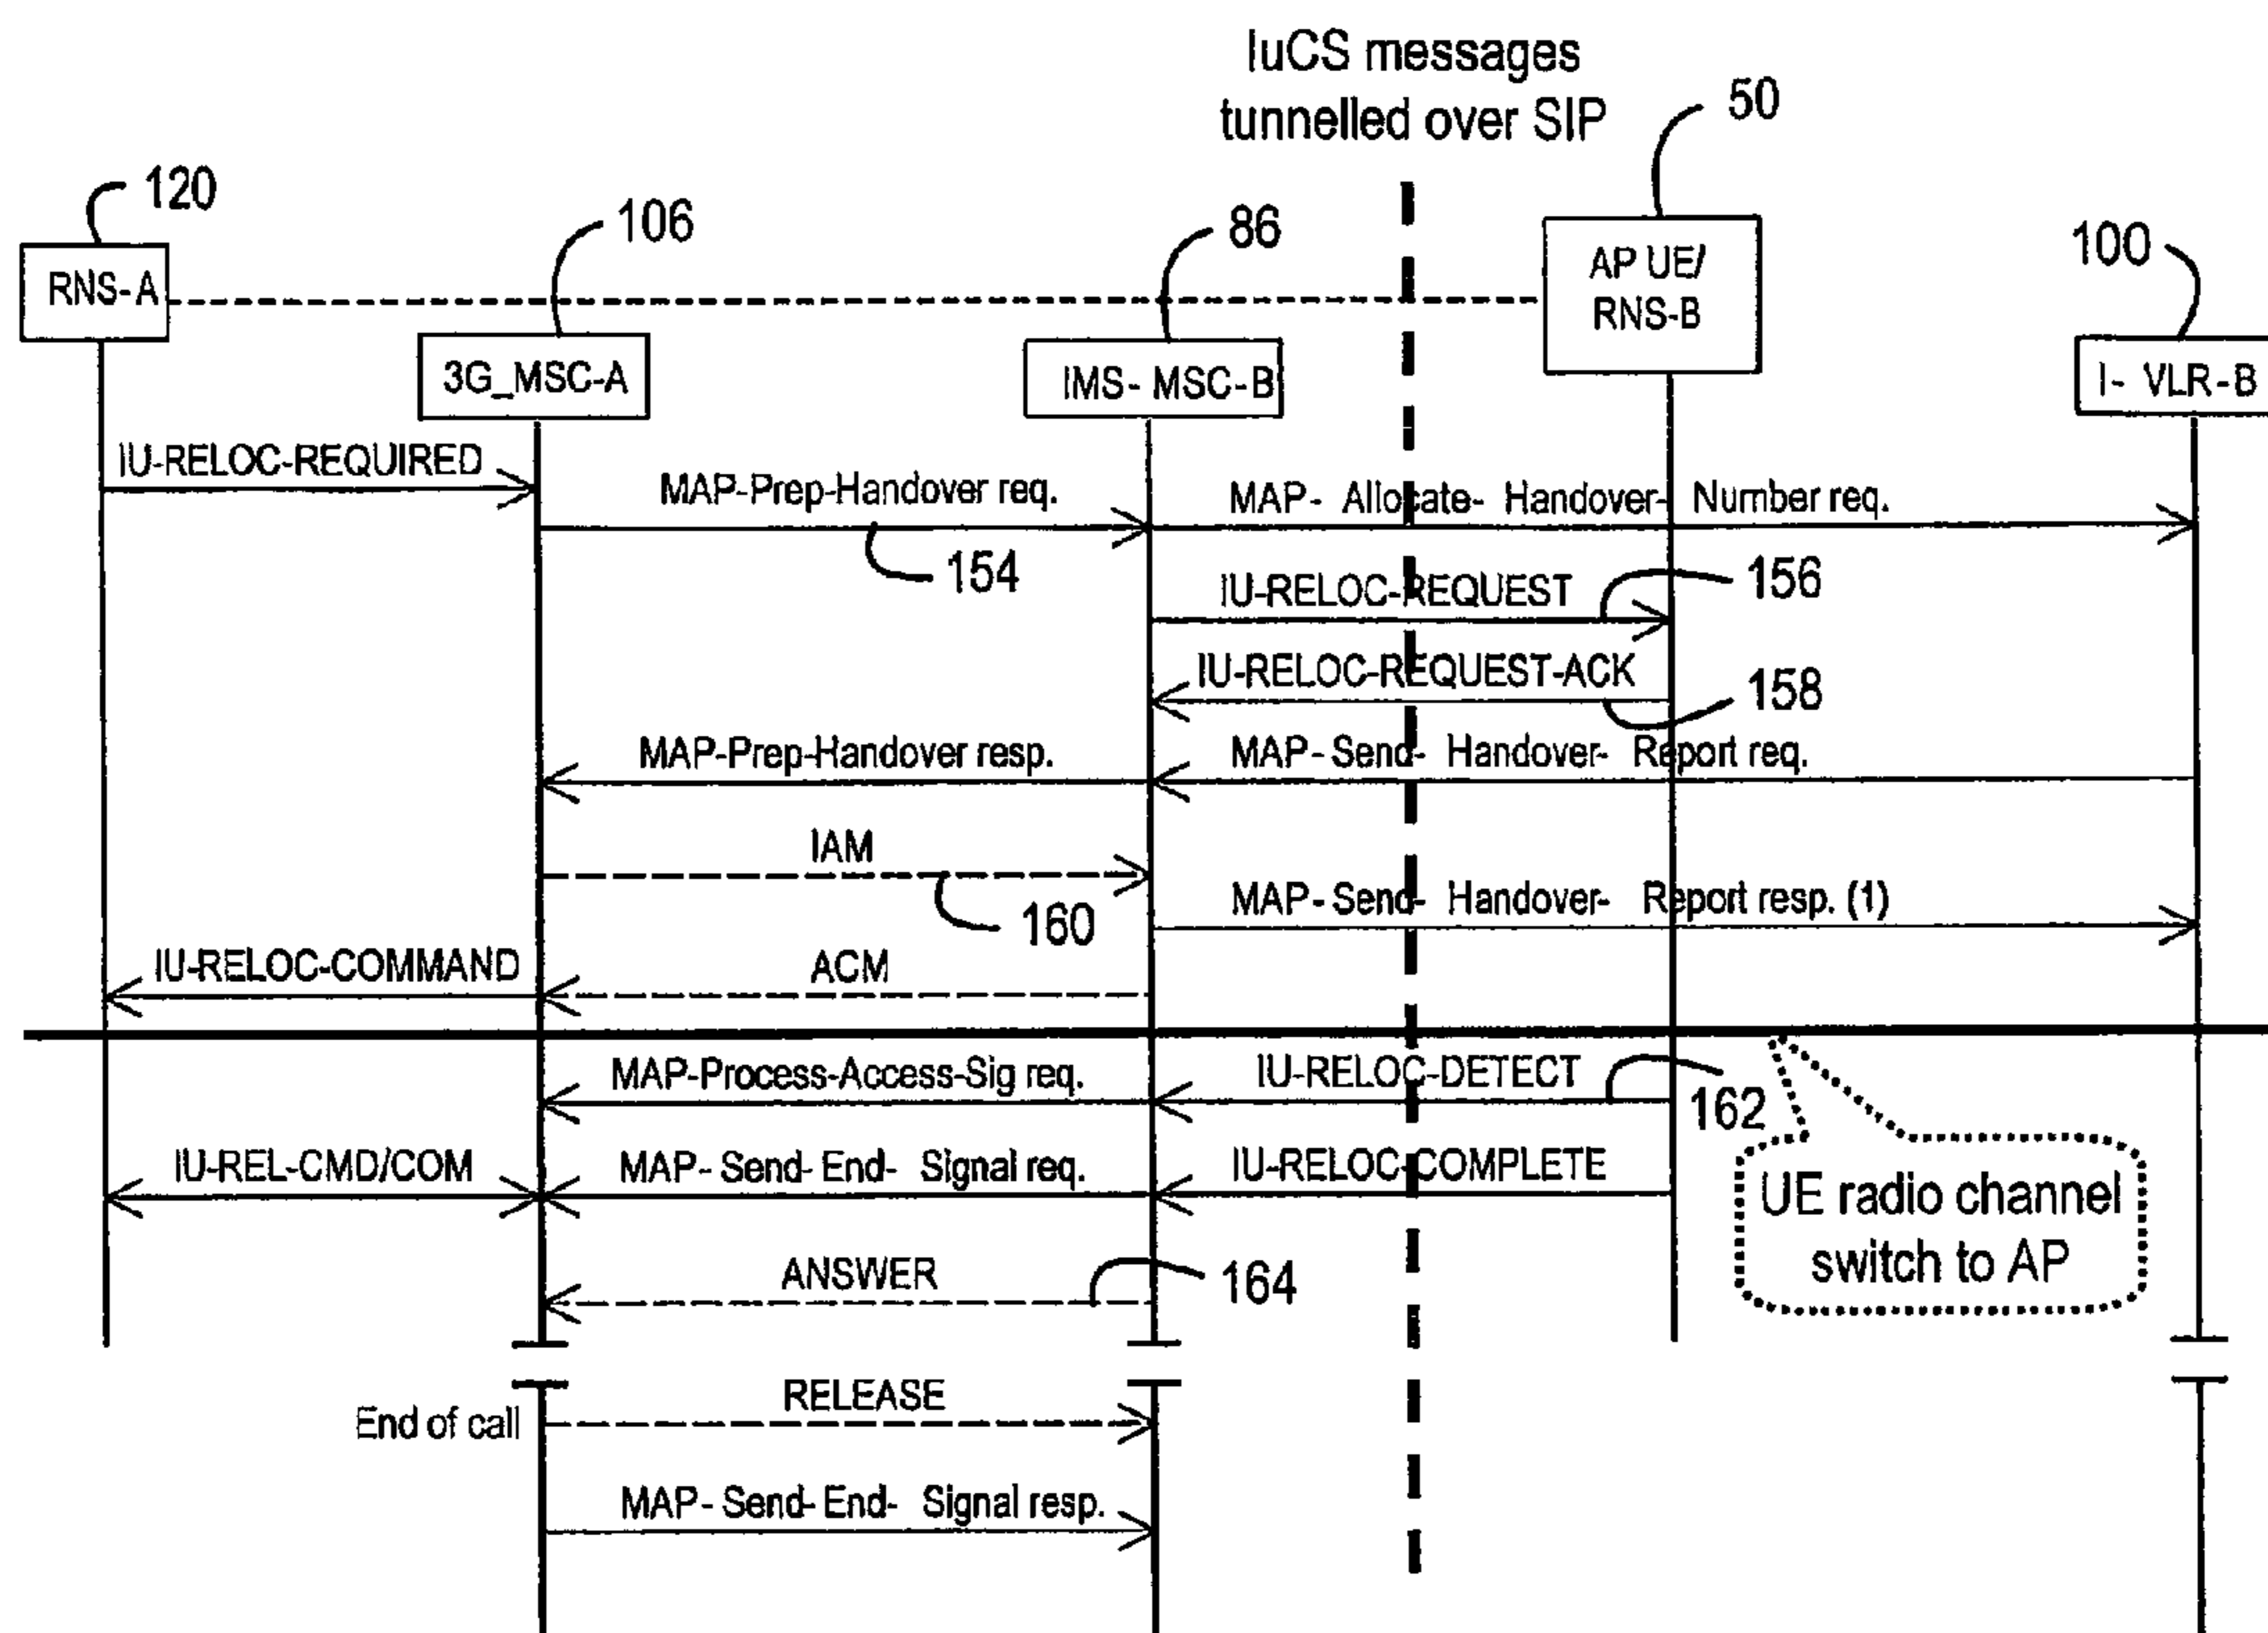 IuCS messages
tunnelled over SIP
50
120
106
86
100
RNS-A
AP UE/
RNS-B
3G_MSC-A
IMS- MSC-B
I- VLR-B
IU-RELOC-REQUIRED
MAP-Prep-Handover req.
MAP- Allocate- Handover- Number req.
154
IU-RELOC-REQUEST
156
IU-RELOC-REQUEST-ACK
158
MAP-Prep-Handover resp.
MAP-Send- Handover- Report req.
IAM
160
MAP-Send- Handover- Report resp. (1)
IU-RELOC-COMMAND
ACM
MAP-Process-Access-Sig req.
IU-RELOC-DETECT
162
IU-REL-CMD/COM
MAP- Send- End- Signal req.
IU-RELOC-COMPLETE
UE radio channel
switch to AP
ANSWER
164
RELEASE
End of call
MAP- Send- End- Signal resp.